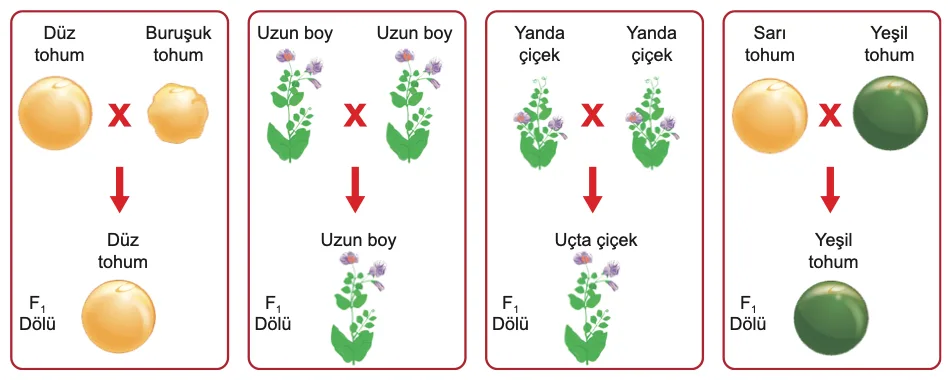 Düz
tohum
Buruşuk
tohum
X
Düz
tohum
F1
Dölü
Uzun boy
Uzun boy
X
Uzun boy
F1
Dölü
Yanda
çiçek
Yanda
çiçek
X
Uçta çiçek
F1
Dölü
Sarı
tohum
Yeşil
tohum
X
Yeşil
tohum
F1
Dölü